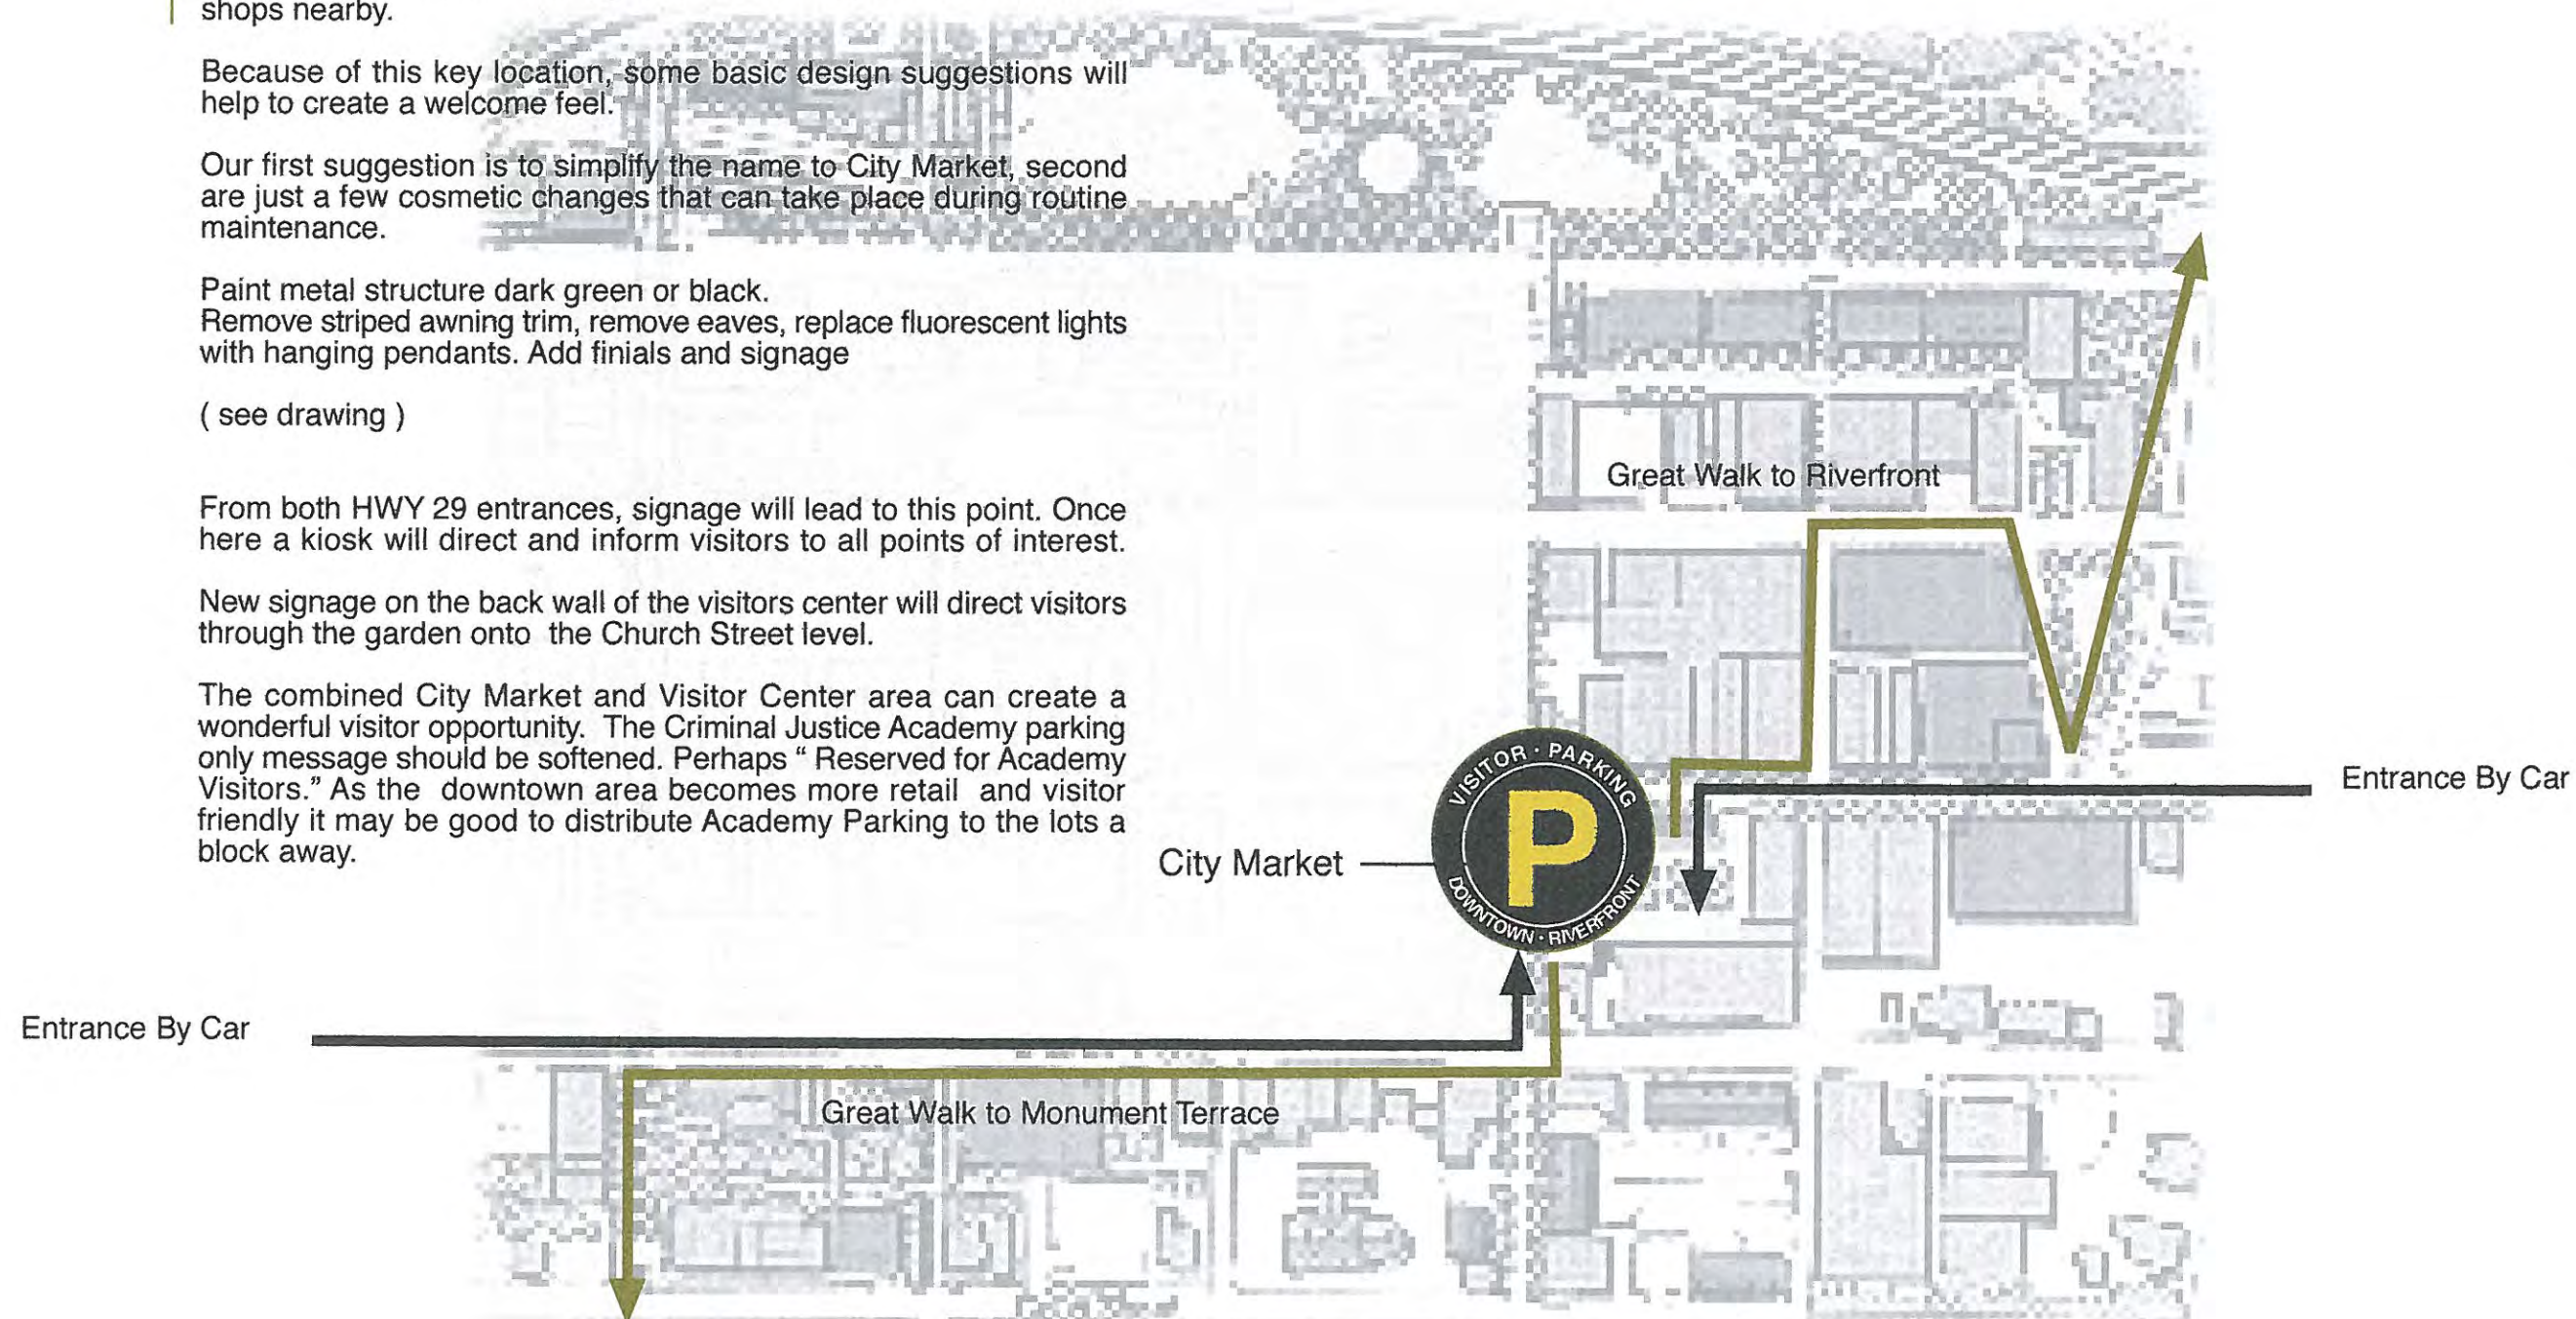 shops nearby.
Because of this key location, some basic design suggestions will
help to create a welcome feel.
Our first suggestion is to simplify the name to City Market, second
are just a few cosmetic changes that can take place during routine
maintenance.
Paint metal structure dark green or black.
Remove striped awning trim, remove eaves, replace fluorescent lights
with hanging pendants. Add finials and signage
( see drawing )
From both HWY 29 entrances, signage will lead to this point. Once
here a kiosk will direct and inform visitors to all points of interest.
New signage on the back wall of the visitors center will direct visitors
through the garden onto the Church Street level.
The combined City Market and Visitor Center area can create a
wonderful visitor opportunity. The Criminal Justice Academy parking
only message should be softened. Perhaps “ Reserved for Academy
Visitors.” As the downtown area becomes more retail and visitor
friendly it may be good to distribute Academy Parking to the lots a
block away.
Great Walk to Riverfront
VISITOR · PARKING
P
DOWNTOWN · RIVERFRONT
Entrance By Car
City Market
Entrance By Car
Great Walk to Monument Terrace